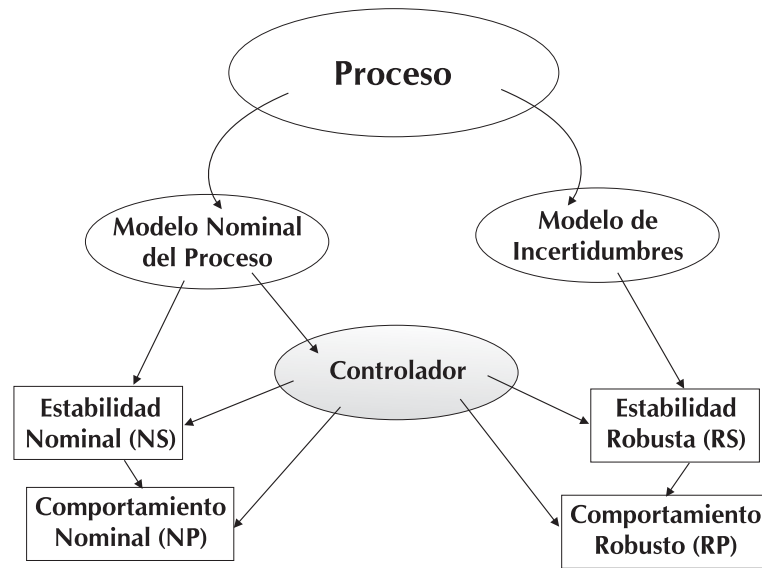 Proceso
Modelo Nominal
del Proceso
Modelo de
Incertidumbres
Controlador
Estabilidad
Nominal (NS)
Estabilidad
Robusta (RS)
Comportamiento
Nominal (NP)
Comportamiento
Robusto (RP)